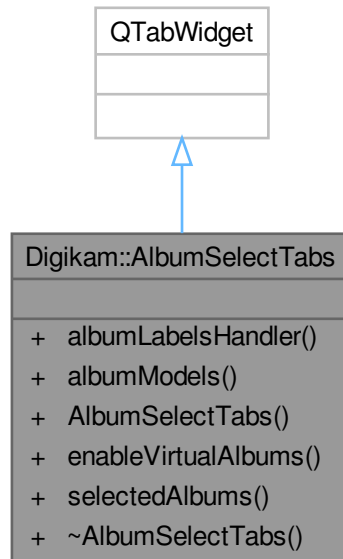 QTabWidget
Digikam::AlbumSelectTabs
+ albumLabelsHandler()
+ albumModels()
+ AlbumSelectTabs()
+ enableVirtualAlbums()
+ selectedAlbums()
+ ~AlbumSelectTabs()